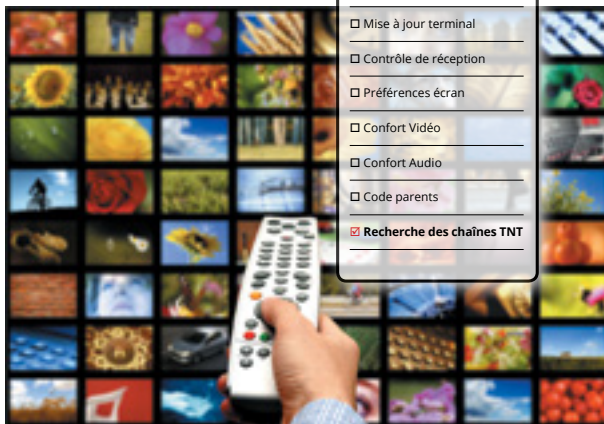 Mise à jour terminal
Contrôle de réception
Préférences écran
Confort Vidéo
Confort Audio
Code parents
Recherche des chaînes TNT